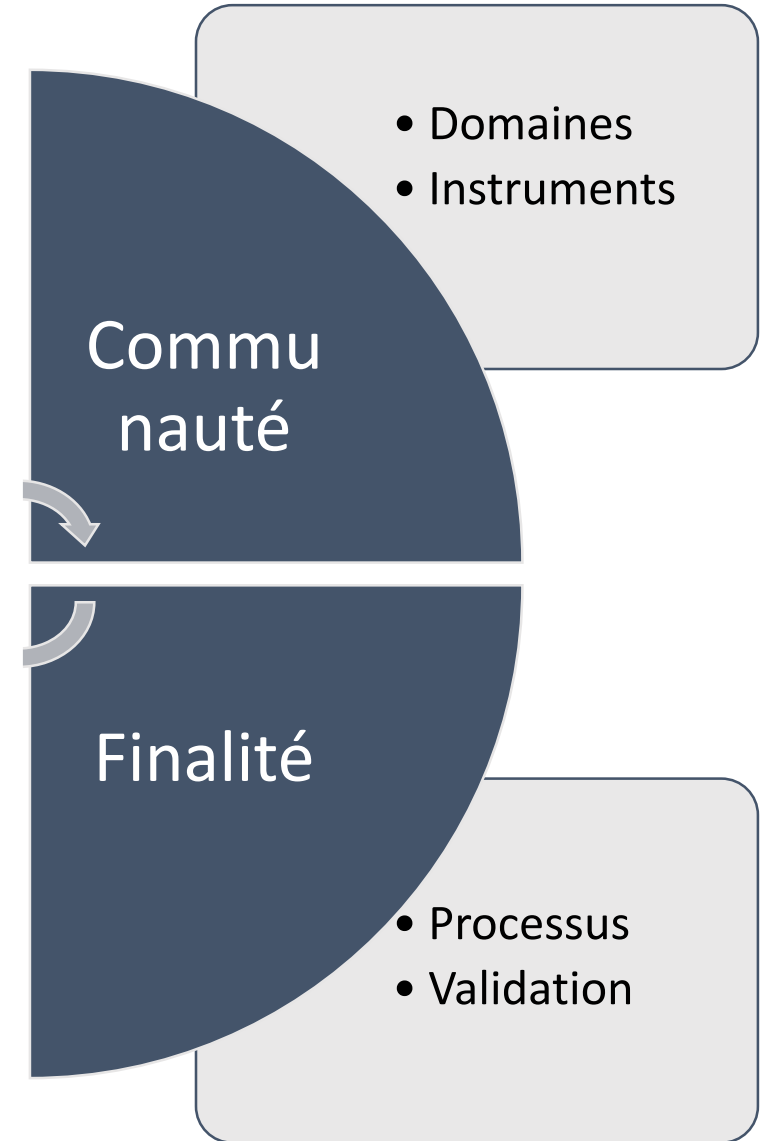 • Domaines
• Instruments
Commu
nauté
Finalité
• Processus
• Validation